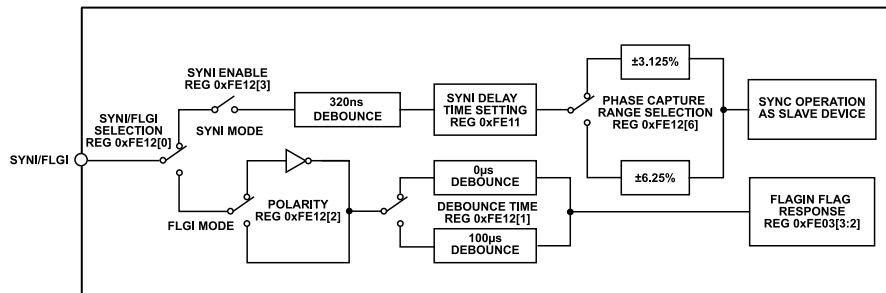 SYNI/FLGI
SYNI/FLGI
SELECTION
REG 0xFE12[0]
SYNI ENABLE
REG 0xFE12[3]
SYNI MODE
320ns
DEBOUNCE
SYNI DELAY
TIME SETTING
REG 0xFE11
±3.125%
PHASE CAPTURE
RANGE SELECTION
REG 0xFE12[6]
±6.25%
SYNC OPERATION
AS SLAVE DEVICE
FLGI MODE
POLARITY
REG 0xFE12[2]
0µs
DEBOUNCE
DEBOUNCE TIME
REG 0xFE12[1]
100µs
DEBOUNCE
FLAGIN FLAG
RESPONSE
REG 0xFE03[3:2]